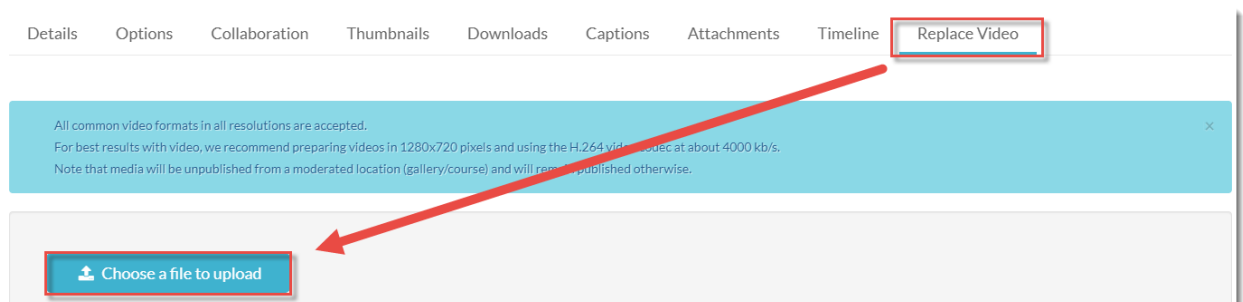 Details Options Collaboration Thumbnails Downloads Captions Attachments Timeline Replace Video
All common video formats in all resolutions are accepted. ×
For best results with video, we recommend preparing videos in 1280x720 pixels and using the H.264 video codec at about 4000 kb/s.
Note that media will be unpublished from a moderated location (gallery/course) and will remain published otherwise.
Choose a file to upload